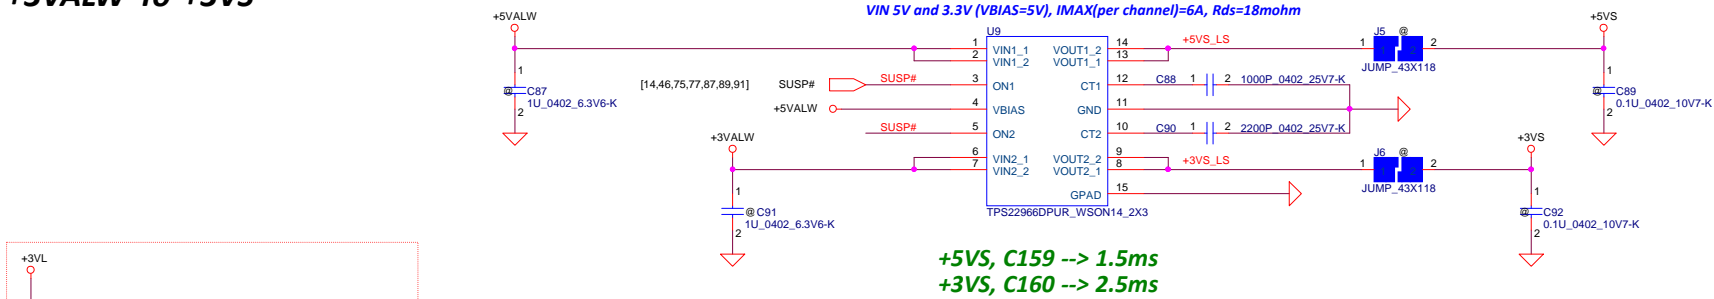 +5VALW To +5VS
VIN 5V and 3.3V (VBIAS=5V), IMAX(per channel)=6A, Rds=18mohm
+5VALW
+5VS
U9
J5 @
1 VIN1_1 VOUT1_2 14 +5VS_LS 1 2
2 VIN1_2 VOUT1_1 13
JUMP_43X118
[14,46,75,77,87,89,91] SUSP# SUSP# 3 ON1 CT1 12 C88 1 2 1000P_0402_25V7-K
1
@ C87
1U_0402_6.3V6-K
2
1
@ C89
0.1U_0402_10V7-K
2
+5VALW 4 VBIAS GND 11
SUSP# 5 ON2 CT2 10 C90 1 2 2200P_0402_25V7-K
+3VALW
+3VS
6 VIN2_1 VOUT2_2 9
7 VIN2_2 VOUT2_1 8 +3VS_LS 1 2
J6 @
JUMP_43X118
GPAD 15
TPS22966DPUR_WSON14_2X3
1
@ C91
1U_0402_6.3V6-K
2
1
@ C92
0.1U_0402_10V7-K
2
+5VS, C159 --> 1.5ms
+3VS, C160 --> 2.5ms
+3VL